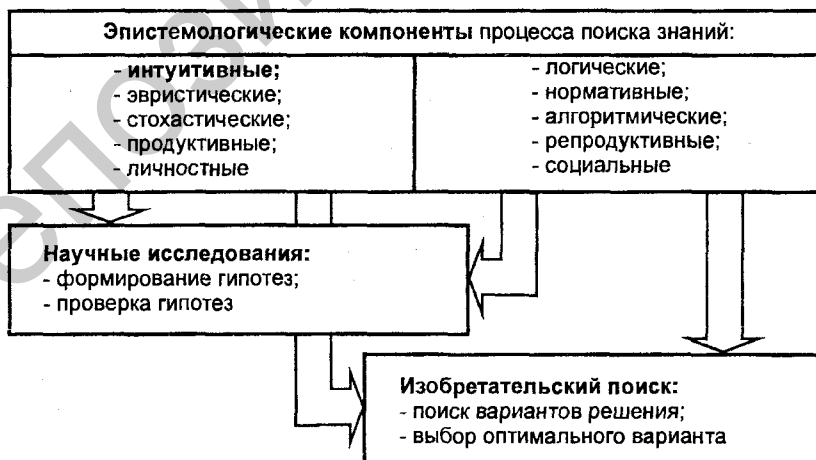 Эпистемологические компоненты процесса поиска знаний:
- интуитивные;
- эвристические;
- стохастические;
- продуктивные;
- личностные
- логические;
- нормативные;
- алгоритмические;
- репродуктивные;
- социальные
Научные исследования:
- формирование гипотез;
- проверка гипотез
Изобретательский поиск:
- поиск вариантов решения;
- выбор оптимального варианта